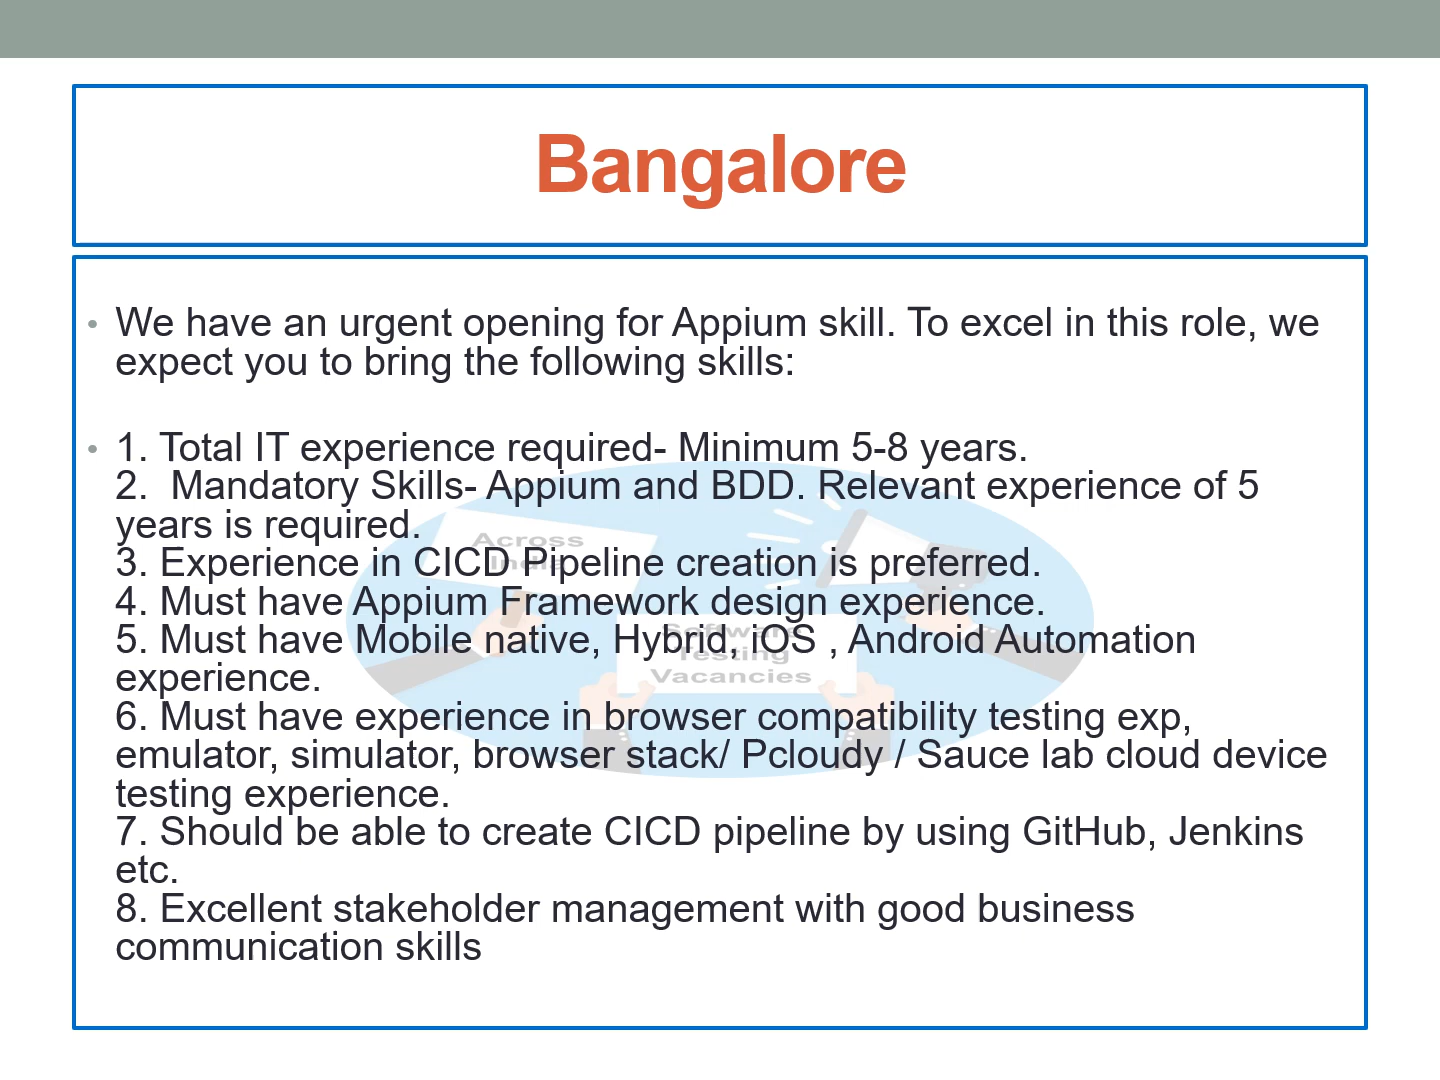 Bangalore
• We have an urgent opening for Appium skill. To excel in this role, we
expect you to bring the following skills:
• 1. Total IT experience required- Minimum 5-8 years.
2.  Mandatory Skills- Appium and BDD. Relevant experience of 5
years is required.
Across
India
3. Experience in CICD Pipeline creation is preferred.
4. Must have Appium Framework design experience.
Software
5. Must have Mobile native, Hybrid, iOS , Android Automation
Testing
experience.
Vacancies
6. Must have experience in browser compatibility testing exp,
emulator, simulator, browser stack/ Pcloudy / Sauce lab cloud device
testing experience.
7. Should be able to create CICD pipeline by using GitHub, Jenkins
etc.
8. Excellent stakeholder management with good business
communication skills